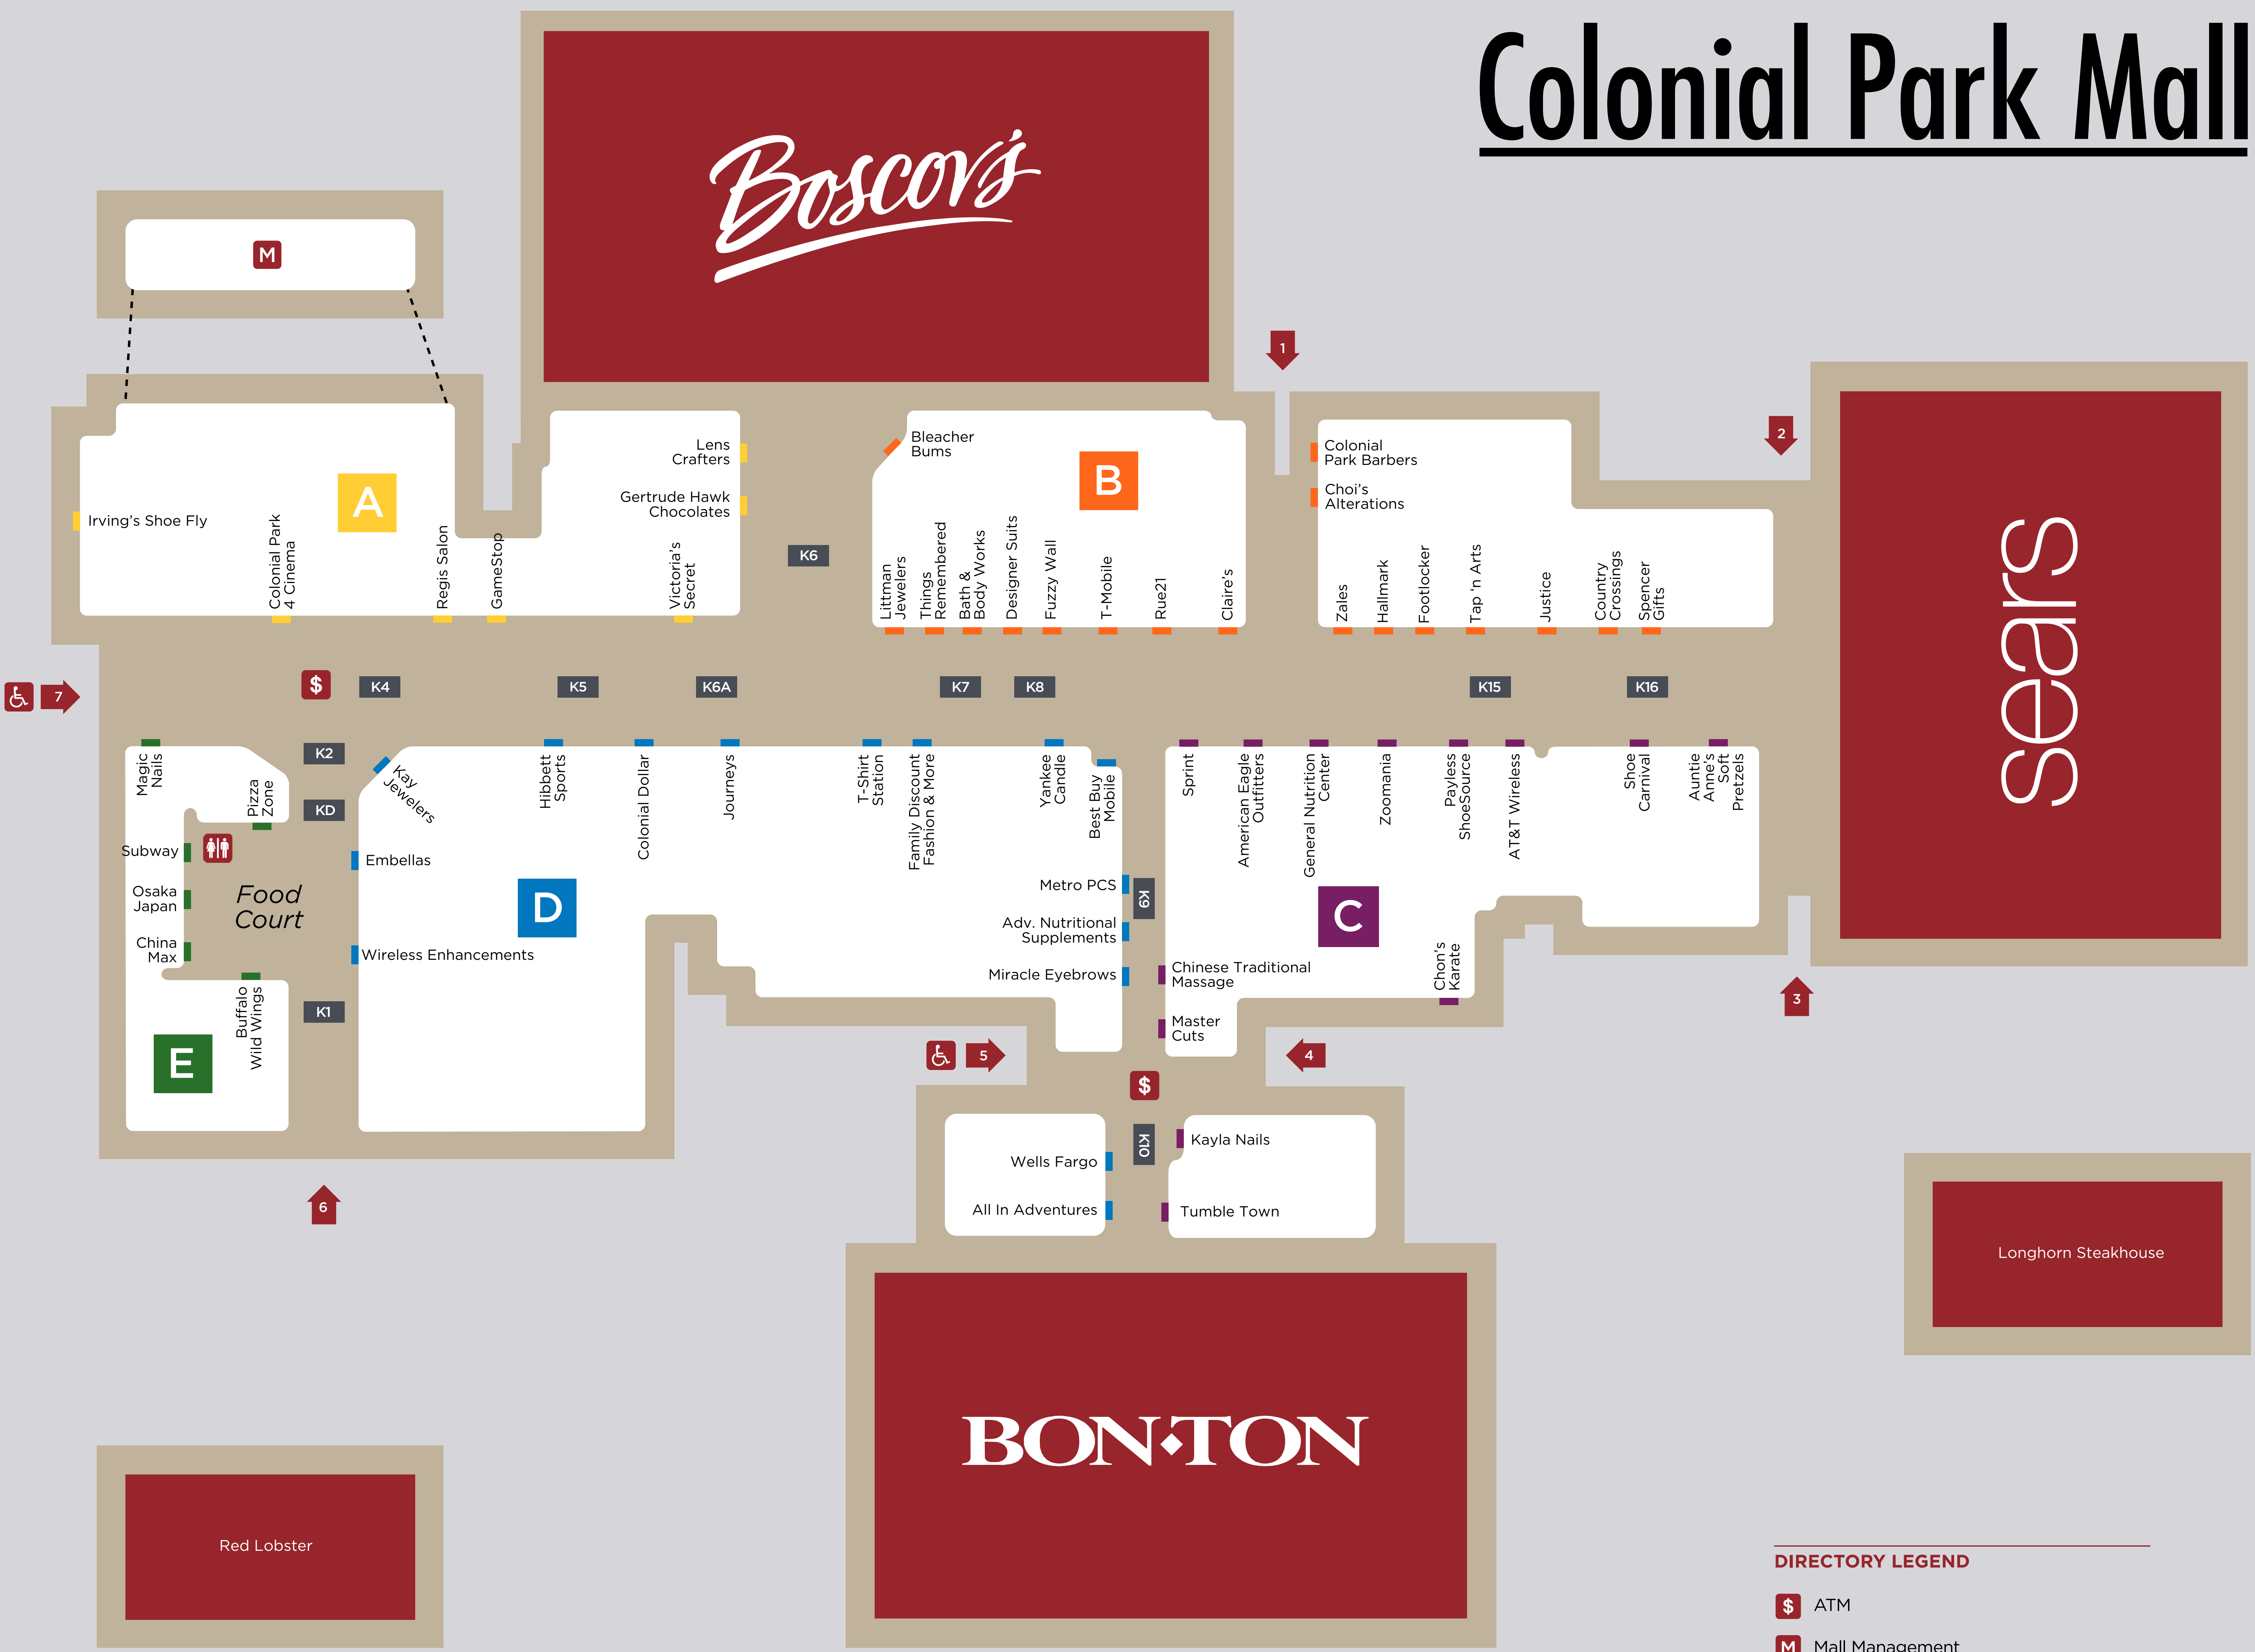 Colonial Park Mall
Boscov's
M
1
2
Lens
Crafters
Gertrude Hawk
Chocolates
Bleacher
Bums
B
Colonial
Park Barbers
Choi's
Alterations
A
Irving's Shoe Fly
Colonial Park
4 Cinema
Regis Salon
GameStop
Victoria's
Secret
K6
Littman
Jewelers
Things
Remembered
Bath &
Body Works
Designer Suits
Fuzzy Wall
T-Mobile
Rue21
Claire's
Zales
Hallmark
Footlocker
Tap 'n Arts
Justice
Country
Crossings
Spencer
Gifts
sears
7
$
K4
K5
K6A
K7
K8
K15
K16
K2
KD
Magic
Nails
Pizza
Zone
Kay
Jewelers
Hibbett
Sports
Colonial Dollar
Journeys
T-Shirt
Station
Family Discount
Fashion & More
Yankee
Candle
Best Buy
Mobile
Sprint
American Eagle
Outfitters
General Nutrition
Center
Zoomania
Payless
ShoeSource
AT&T Wireless
Shoe
Carnival
Auntie
Anne's
Soft
Pretzels
Subway
Osaka
Japan
China
Max
Food
Court
Embellas
Wireless Enhancements
D
Metro PCS
Adv. Nutritional
Supplements
Miracle Eyebrows
K9
C
Chinese Traditional
Massage
Master
Cuts
Chon's
Karate
3
Buffalo
Wild Wings
K1
E
5
4
$
K10
Kayla Nails
Wells Fargo
All In Adventures
Tumble Town
6
Longhorn Steakhouse
BON TON
Red Lobster
DIRECTORY LEGEND
$ ATM
M Mall Management